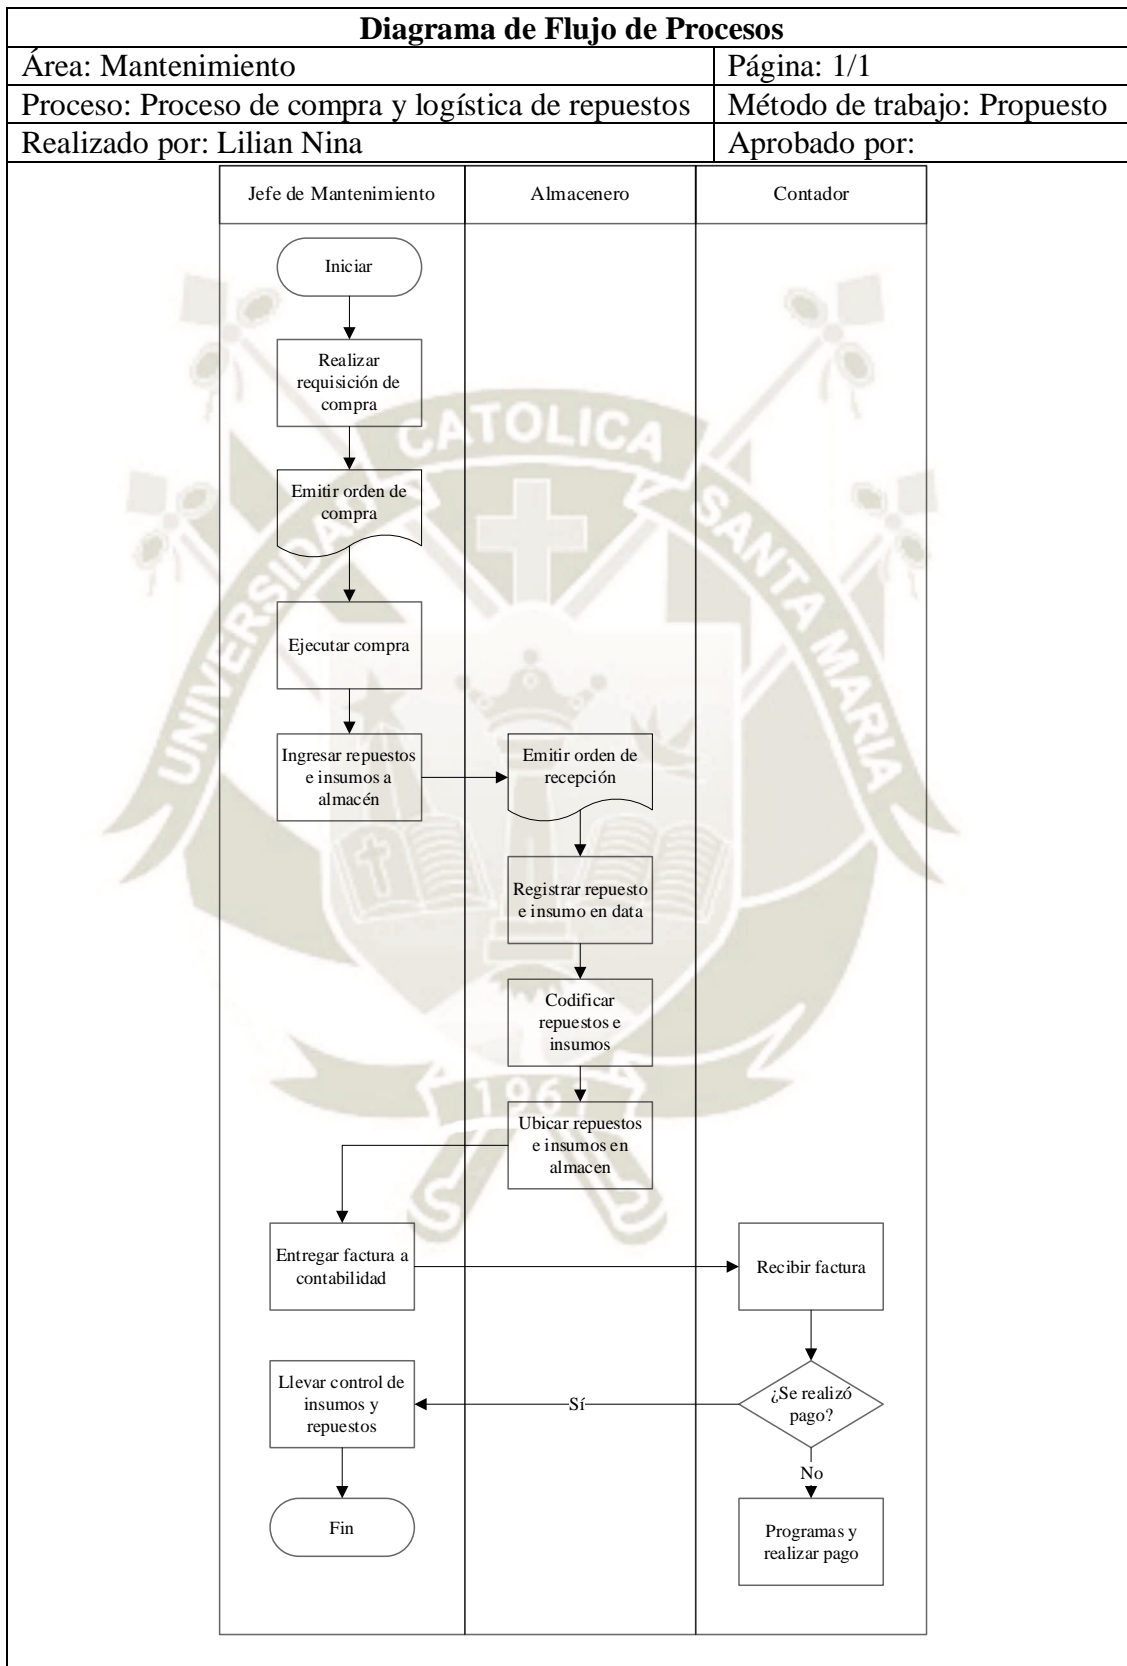 Diagrama de Flujo de Procesos
Área: Mantenimiento
Página: 1/1
Proceso: Proceso de compra y logística de repuestos
Método de trabajo: Propuesto
Realizado por: Lilian Nina
Aprobado por:
Jefe de Mantenimiento
Almacenero
Contador
Iniciar
Realizar
requisición de
compra
Emitir orden de
compra
Ejecutar compra
Ingresar repuestos
e insumos a
almacén
Emitir orden de
recepción
Registrar repuesto
e insumo en data
Codificar
repuestos e
insumos
Ubicar repuestos
e insumos en
almacen
Entregar factura a
contabilidad
Recibir factura
¿Se realizó
pago?
Sí
Llevar control de
insumos y
repuestos
No
Programas y
realizar pago
Fin
UNIVERSIDAD
CATOLICA
SANTA MARIA